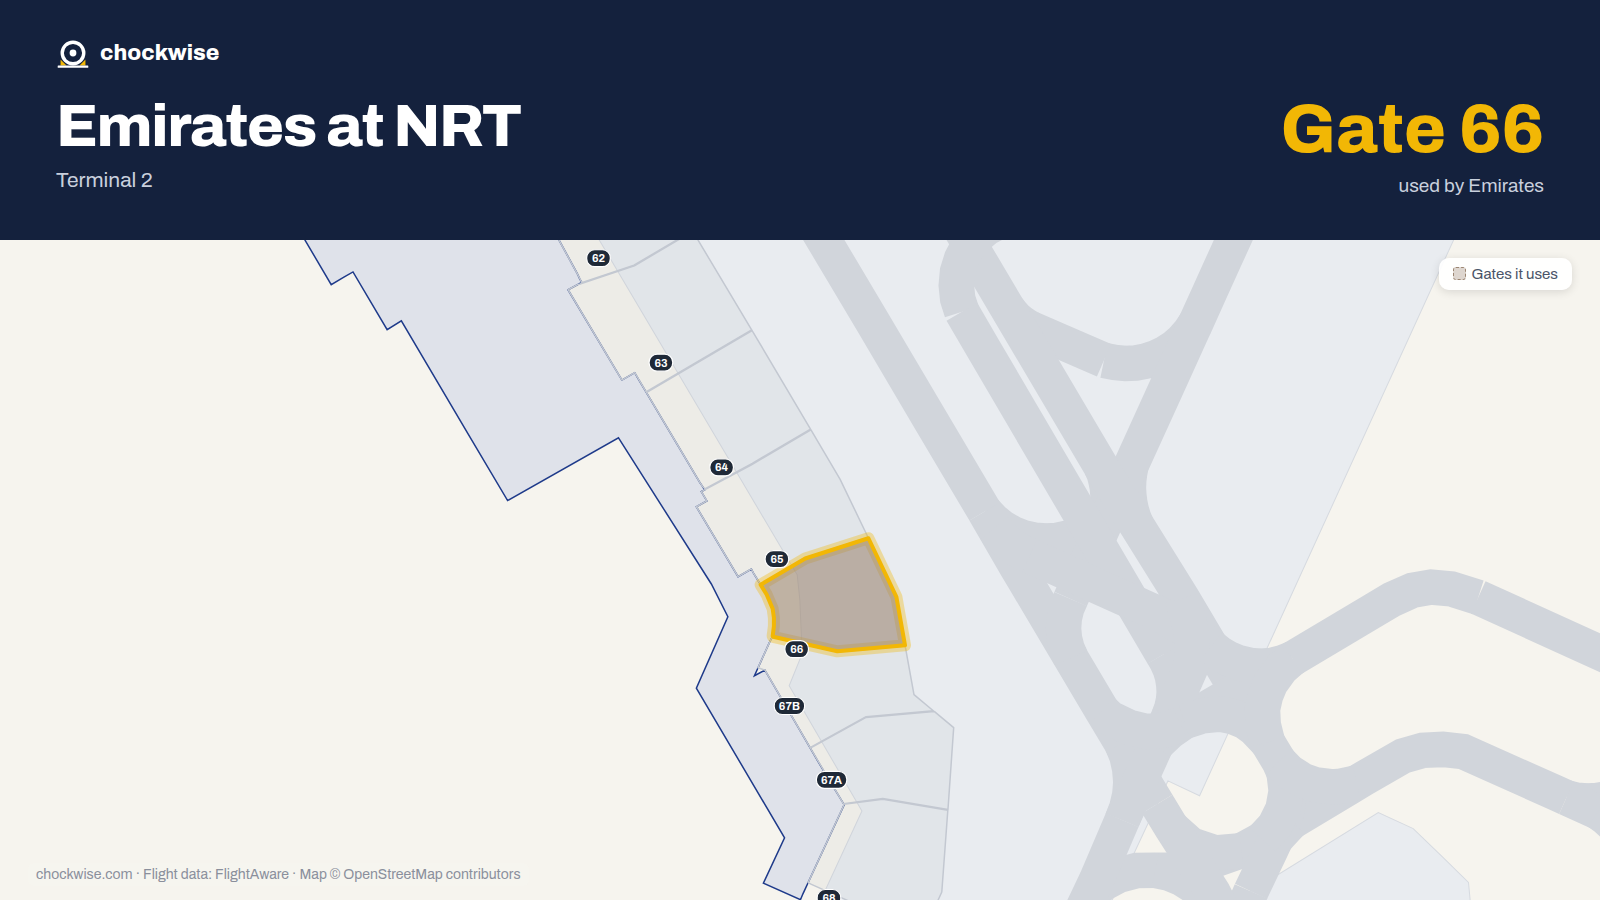 chockwise
Emirates at NRT
Terminal 2
Gate 66
used by Emirates
Gates it uses
62
63
64
65
66
67B
67A
68
chockwise.com · Flight data: FlightAware · Map © OpenStreetMap contributors